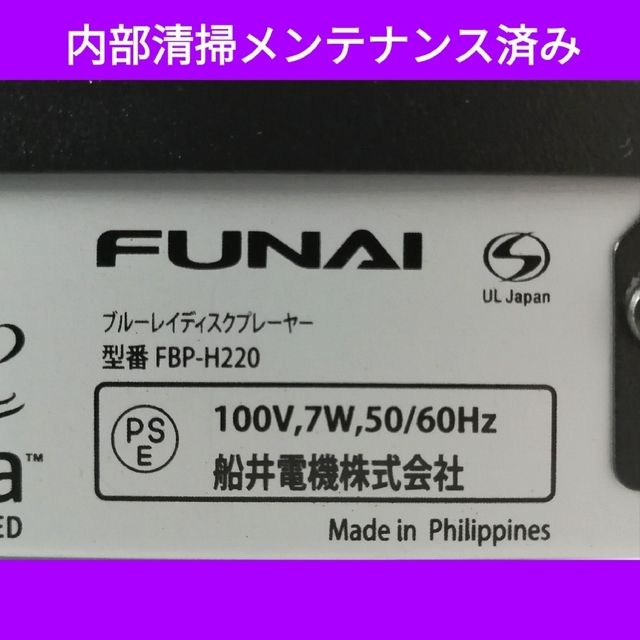 内部清掃メンテナンス済み
FUNAI
UL Japan
ブルーレイディスクプレーヤー
型番 FBP-H220
PS
E
100V,7W,50/60Hz
船井電機株式会社
a™
ED
Made in Philippines